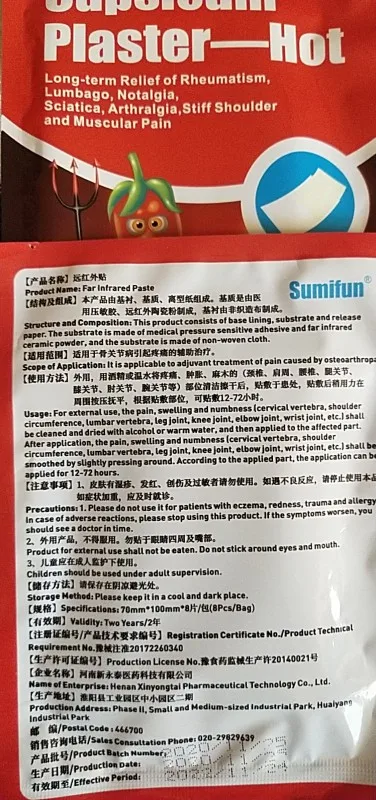 Capsicum
Plaster—Hot
Long-term Relief of Rheumatism,
Lumbago, Notalgia,
Sciatica, Arthralgia, Stiff Shoulder
and Muscular Pain
【产品名称】远红外贴
Product Name: Far Infrared Paste
Sumifun®
【结构及组成】本产品由基衬、基质、离型纸组成。基质是由医
用压敏胶、远红外陶瓷粉制成，基衬由非织造布制成。
Structure and Composition: This product consists of base lining, substrate and release
paper. The substrate is made of medical pressure sensitive adhesive and far infrared
ceramic powder, and the substrate is made of non-woven cloth.
【适用范围】适用于骨关节病引起疼痛的辅助治疗。
Scope of Application: It is applicable to adjuvant treatment of pain caused by osteoarthropa
【使用方法】外用，用酒精或温水将疼痛、肿胀、麻木的（颈椎、肩周、腰椎、腿关节、
膝关节、肘关节、腕关节等）部位清洁擦干后，贴敷于患处，贴敷后稍用力在
周围按压抚平，根据贴敷部位，可贴敷12-72小时。
Usage: For external use, the pain, swelling and numbness (cervical vertebra, shoulder
circumference, lumbar vertebra, leg joint, knee joint, elbow joint, wrist joint, etc.) shall
be cleaned and dried with alcohol or warm water, and then applied to the affected part.
After application, the pain, swelling and numbness (cervical vertebra, shoulder
circumference, lumbar vertebra, leg joint, knee joint, elbow joint, wrist joint, etc.) shall be
smoothed by slightly pressing around. According to the applied part, the application can be
applied for 12-72 hours.
【注意事项】1、皮肤有湿疹、发红、创伤及过敏者请勿使用。如遇不良反应，请停止使用本品
如症状加重，应及时就诊。
Precautions: 1. Please do not use it for patients with eczema, redness, trauma and allergy
In case of adverse reactions, please stop using this product. If the symptoms worsen, you
should see a doctor in time.
2、外用产品，不得服用。勿贴于眼睛四周及嘴部。
Product for external use shall not be eaten. Do not stick around eyes and mouth.
3、儿童应在成人监护下使用。
Children should be used under adult supervision.
【储存方法】请保存在阴凉避光处。
Storage Method: Please keep it in a cool and dark place.
【规格】Specifications: 70mm*100mm*8片/包(8Pcs/Bag)
【有效期】Validity: Two Years/2年
【注册证编号/产品技术要求编号】Registration Certificate No./Product Technical
Requirement No.豫械注准20172260340
【生产许可证编号】Production License No.豫食药监械生产许20140021号
【企业名称】河南新永泰医药科技有限公司
Name of Enterprise: Henan Xinyongtai Pharmaceutical Technology Co., Ltd.
【生产地址】淮阳县工业园区中小园区二期
Production Address: Phase II, Small and Medium-sized Industrial Park, Huaiyang
Industrial Park
邮 编/Postal Code: 466700
销售咨询电话/Sales Consultation Phone: 020-29829639
产品批号/Product Batch Number:
生产日期/Production Date: 2020/11/25
有效期至/Effective Period: 2022/11/24